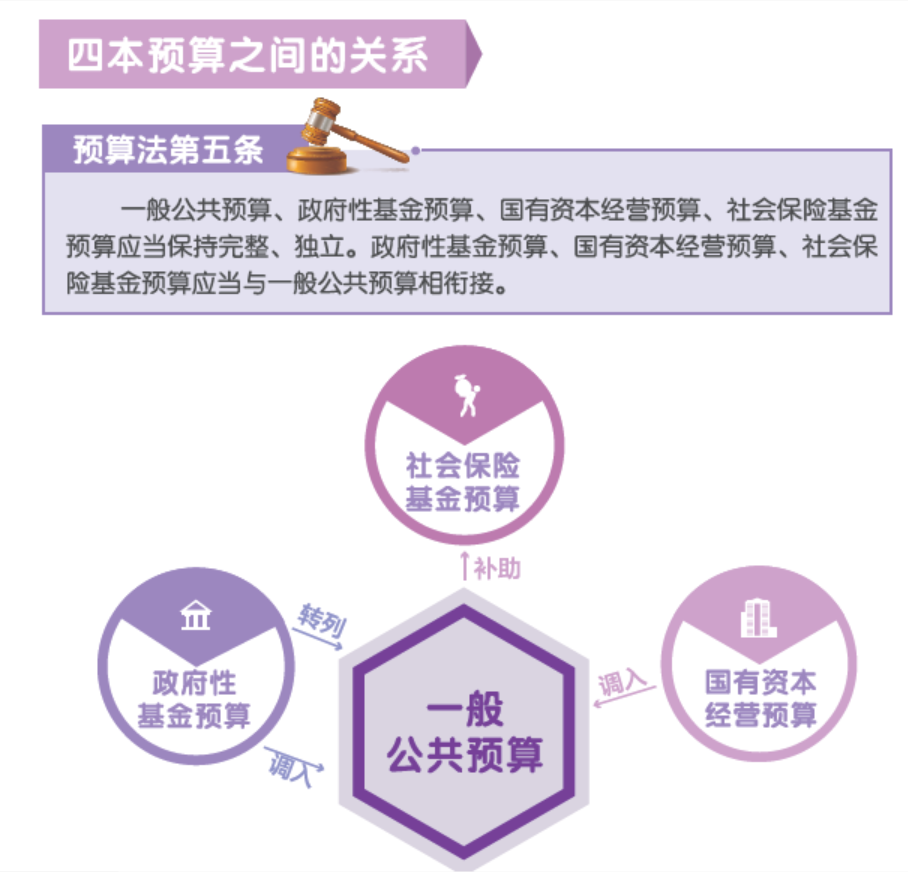 四本预算之间的关系
预算法第五条
一般公共预算、政府性基金预算、国有资本经营预算、社会保险基金
预算应当保持完整、独立。政府性基金预算、国有资本经营预算、社会保
险基金预算应当与一般公共预算相衔接。
社会保险
基金预算
补助
转列
政府性
基金预算
调入
一般
公共预算
调入
国有资本
经营预算